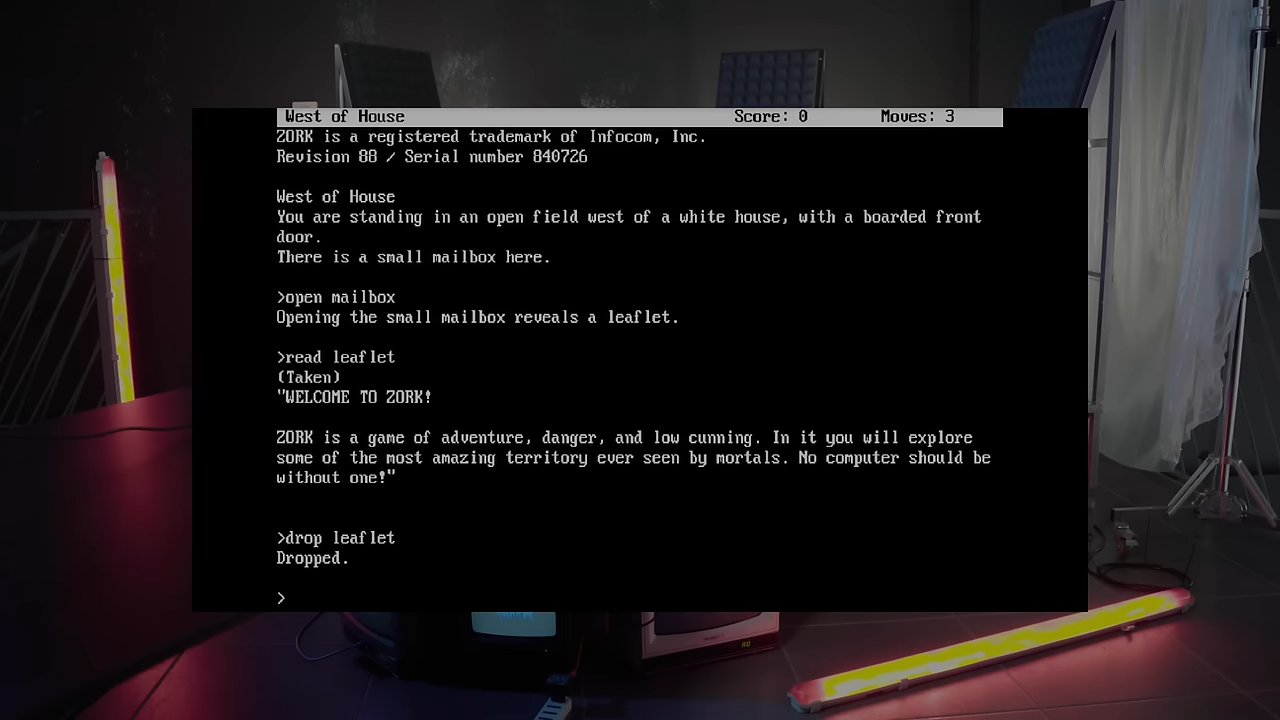 West of House Score: 0 Moves: 3
ZORK is a registered trademark of Infocom, Inc.
Revision 88 / Serial number 840726
West of House
You are standing in an open field west of a white house, with a boarded front
door.
There is a small mailbox here.
>open mailbox
Opening the small mailbox reveals a leaflet.
>read leaflet
(Taken)
"WELCOME TO ZORK!
ZORK is a game of adventure, danger, and low cunning. In it you will explore
some of the most amazing territory ever seen by mortals. No computer should be
without one!"
>drop leaflet
Dropped.
>